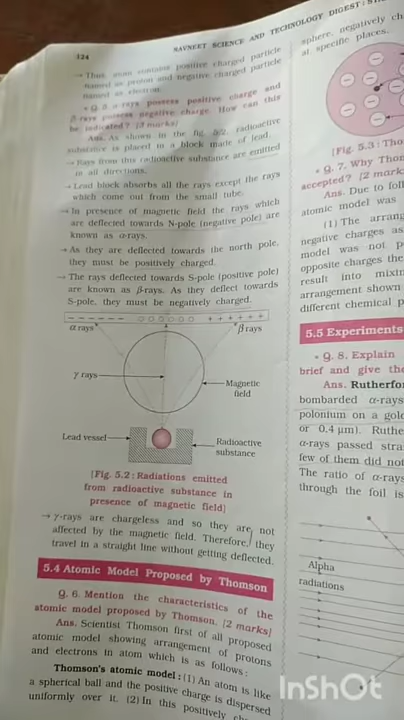 124
NAVNEET SCIENCE AND TECHNOLOGY DIGEST : ST
→ Thus, atom contains positive charged particle
named as proton and negative charged particle
named as electron.
• Q. 5. α-rays possess positive charge and
β-rays possess negative charge. How can this
be indicated? [3 marks]
Ans. As shown in the fig. 5.2, radioactive
substance is placed in a block made of lead.
→ Rays from this radioactive substance are emitted
in all directions.
→ Lead block absorbs all the rays except the rays
which come out from the small tube.
→ In presence of magnetic field the rays which
are deflected towards N-pole (negative pole) are
known as α-rays.
→ As they are deflected towards the north pole,
they must be positively charged.
→ The rays deflected towards S-pole (positive pole)
are known as β-rays. As they deflect towards
S-pole, they must be negatively charged.
− − − − − − ○ ○ ○ ○ ○ ○ + + + + + +
α rays
β rays
γ rays
Magnetic
field
Lead vessel
Radioactive
substance
[Fig. 5.2 : Radiations emitted
from radioactive substance in
presence of magnetic field]
→ γ-rays are chargeless and so they are not
affected by the magnetic field. Therefore, they
travel in a straight line without getting deflected.
5.4 Atomic Model Proposed by Thomson
Q. 6. Mention the characteristics of the
atomic model proposed by Thomson. [2 marks]
Ans. Scientist Thomson first of all proposed
atomic model showing arrangement of protons
and electrons in atom which is as follows :
Thomson's atomic model : (1) An atom is like
a spherical ball and the positive charge is dispersed
uniformly over it. (2) In this positively
sphere, negatively ch
at specific places.
[Fig. 5.3 : Tho
• Q. 7. Why Thom
accepted? [2 mark
Ans. Due to foll
atomic model was
(1) The arrang
negative charges as
model was not p
opposite charges the
result into mixin
arrangement shown
different chemical p
5.5 Experiments
• Q. 8. Explain
brief and give the
Ans. Rutherfo
bombarded α-rays
polonium on a gol
or 0.4 μm). Ruthe
α-rays passed stra
few of them did not
The ratio of α-rays
through the foil is
Alpha
radiations
InShOt